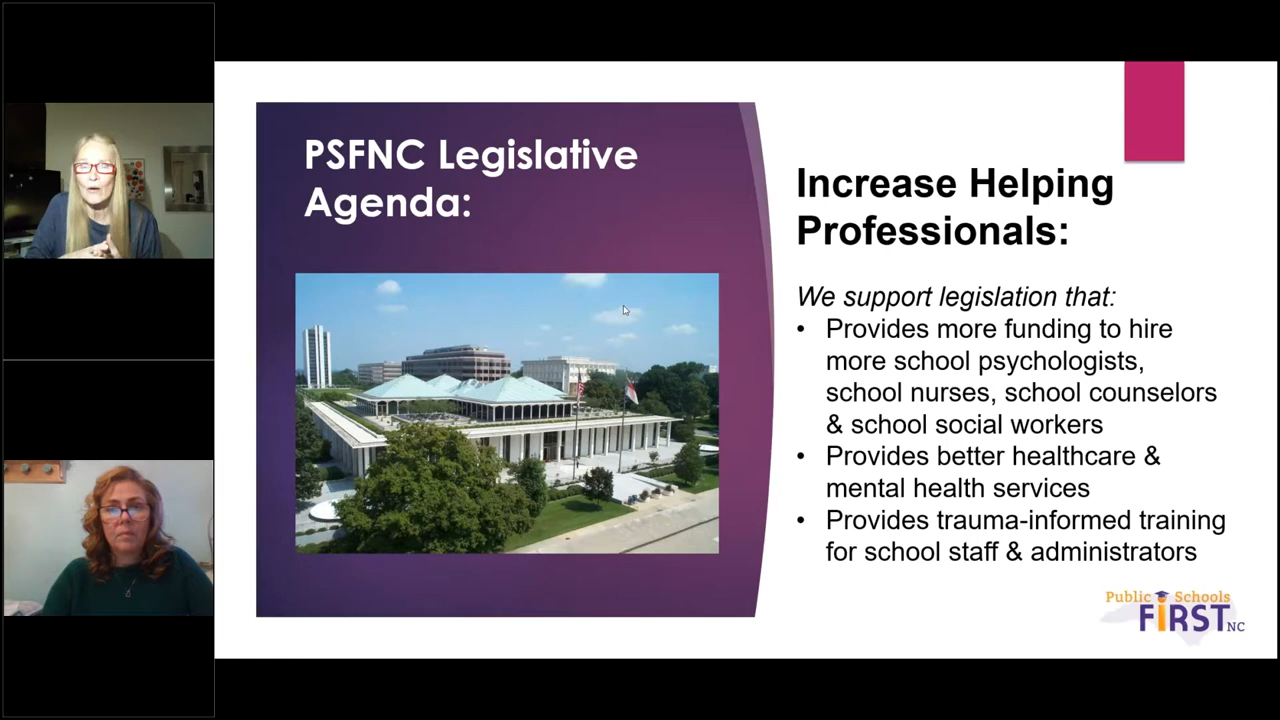 PSFNC Legislative
Agenda:
Increase Helping
Professionals:
We support legislation that:
• Provides more funding to hire
more school psychologists,
school nurses, school counselors
& school social workers
• Provides better healthcare &
mental health services
• Provides trauma-informed training
for school staff & administrators
Public Schools
FiRST NC